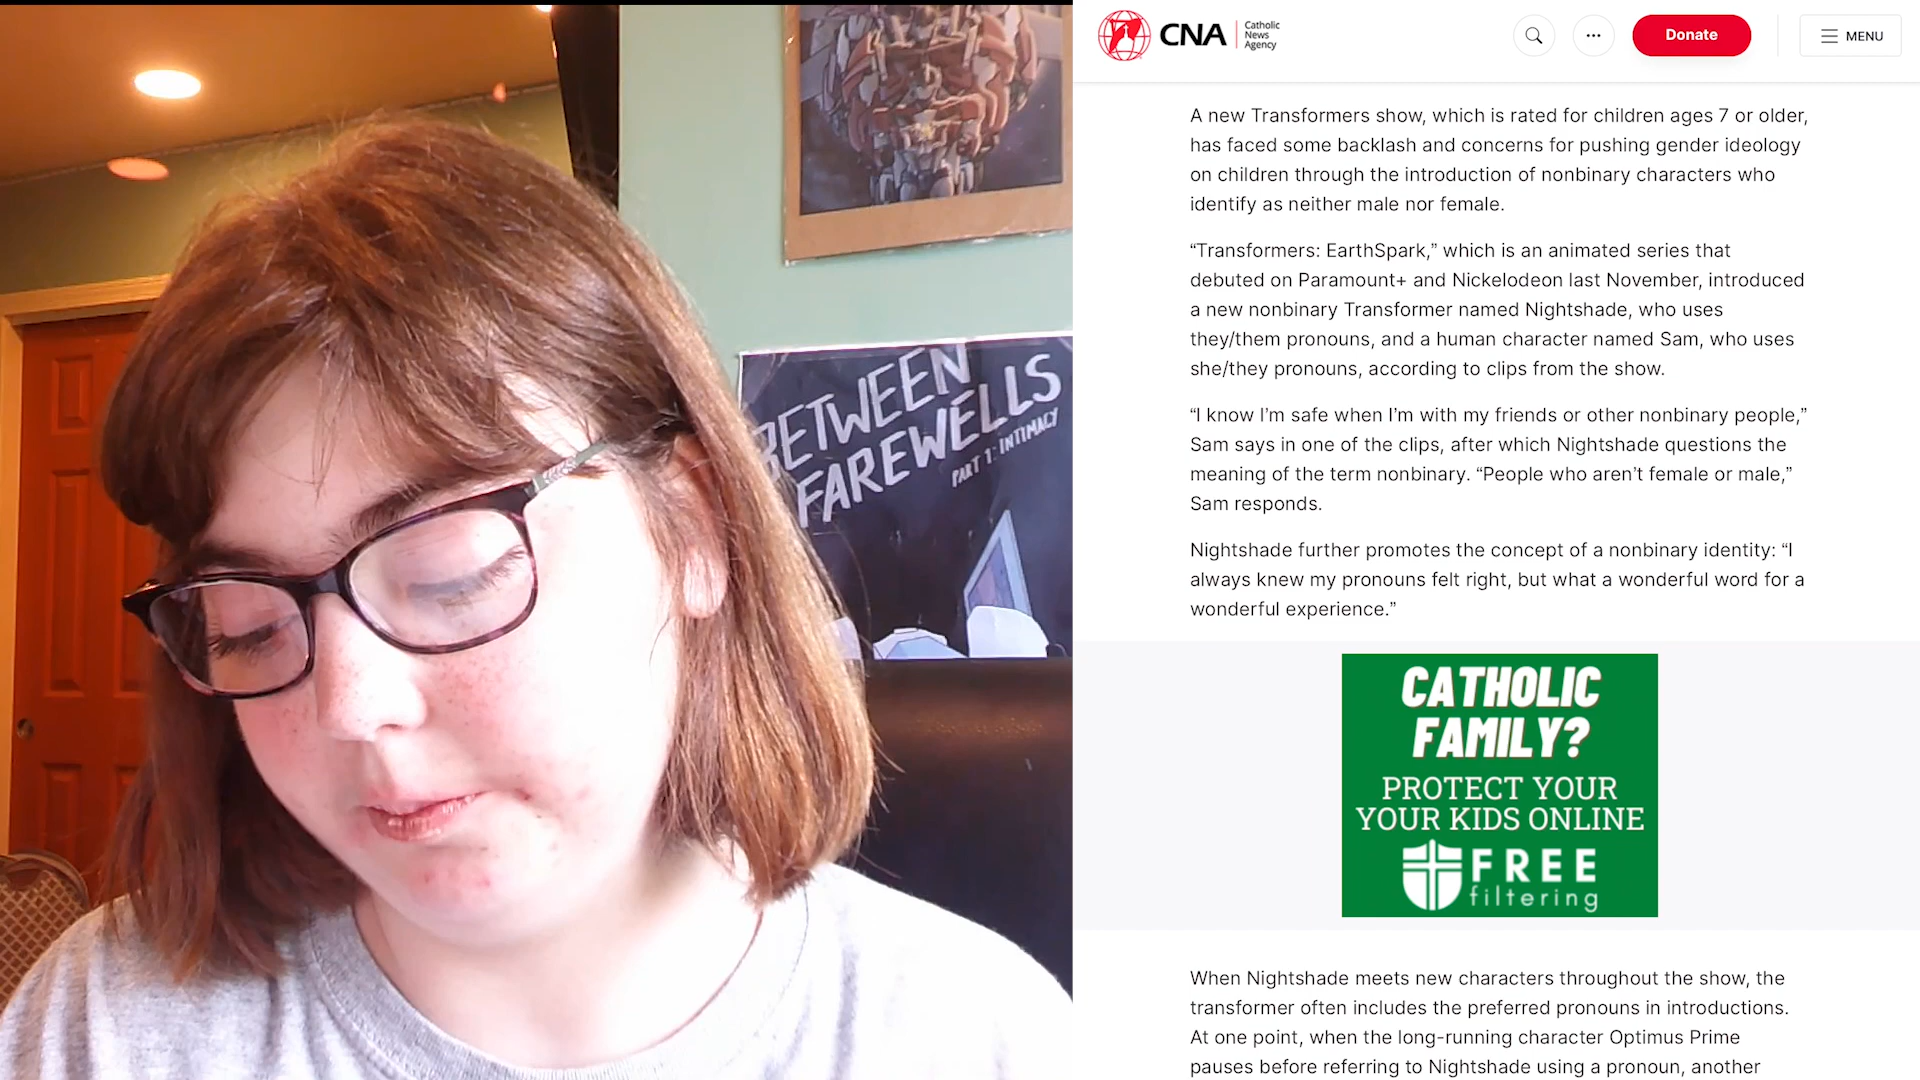 BETWEEN
FAREWELLS
PART 1: INTIMACY
CNA
Catholic
News
Agency
Donate
MENU
A new Transformers show, which is rated for children ages 7 or older,
has faced some backlash and concerns for pushing gender ideology
on children through the introduction of nonbinary characters who
identify as neither male nor female.
“Transformers: EarthSpark,” which is an animated series that
debuted on Paramount+ and Nickelodeon last November, introduced
a new nonbinary Transformer named Nightshade, who uses
they/them pronouns, and a human character named Sam, who uses
she/they pronouns, according to clips from the show.
“I know I’m safe when I’m with my friends or other nonbinary people,”
Sam says in one of the clips, after which Nightshade questions the
meaning of the term nonbinary. “People who aren’t female or male,”
Sam responds.
Nightshade further promotes the concept of a nonbinary identity: “I
always knew my pronouns felt right, but what a wonderful word for a
wonderful experience.”
CATHOLIC
FAMILY?
PROTECT YOUR
YOUR KIDS ONLINE
FREE
filtering
When Nightshade meets new characters throughout the show, the
transformer often includes the preferred pronouns in introductions.
At one point, when the long-running character Optimus Prime
pauses before referring to Nightshade using a pronoun, another